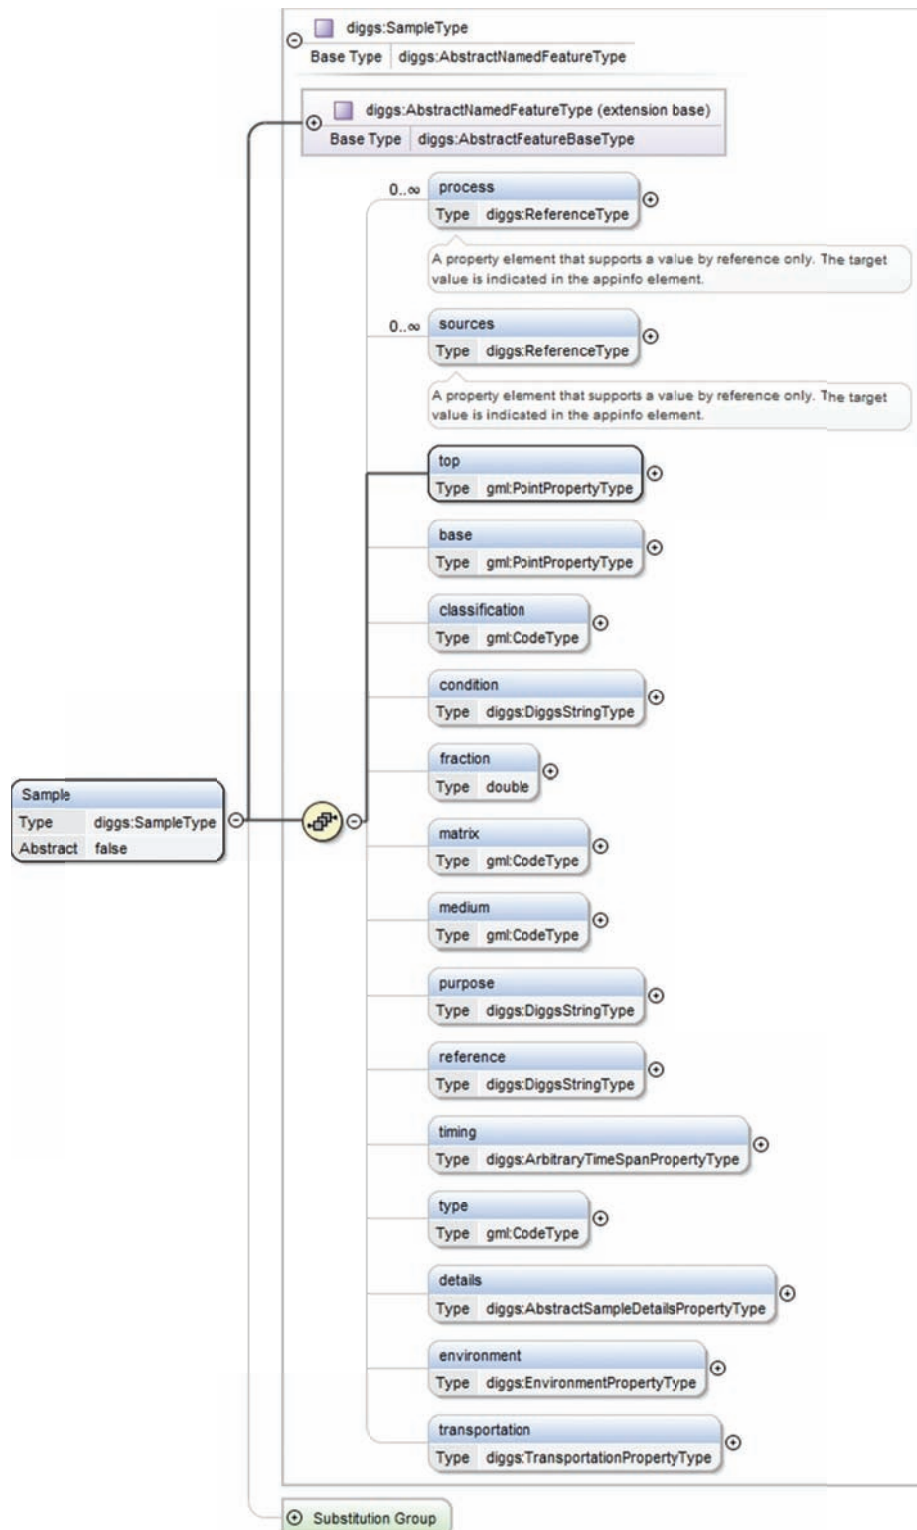 diggs:SampleType
Base Type diggs:AbstractNamedFeatureType
diggs:AbstractNamedFeatureType (extension base)
Base Type diggs:AbstractFeatureBaseType
0..∞ process
Type diggs:ReferenceType
A property element that supports a value by reference only. The target
value is indicated in the appinfo element.
0..∞ sources
Type diggs:ReferenceType
A property element that supports a value by reference only. The target
value is indicated in the appinfo element.
top
Type gml:PointPropertyType
base
Type gml:PointPropertyType
classification
Type gml:CodeType
condition
Type diggs:DiggsStringType
fraction
Type double
Sample
Type diggs:SampleType
Abstract false
matrix
Type gml:CodeType
medium
Type gml:CodeType
purpose
Type diggs:DiggsStringType
reference
Type diggs:DiggsStringType
timing
Type diggs:ArbitraryTimeSpanPropertyType
type
Type gml:CodeType
details
Type diggs:AbstractSampleDetailsPropertyType
environment
Type diggs:EnvironmentPropertyType
transportation
Type diggs:TransportationPropertyType
Substitution Group